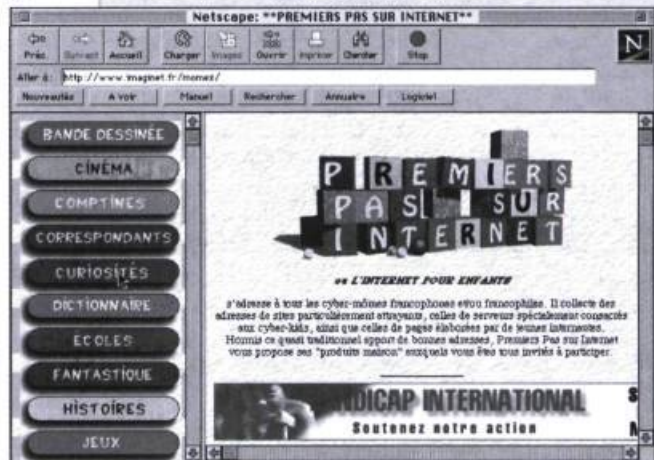 Netscape: **PREMIERS PAS SUR INTERNET**
Préc. Suivant Accueil Charger Images Ouvrir Imprimer Chercher Stop
N
Aller à : http://www.imaginet.fr/momes/
Nouveautés A voir Manuel Rechercher Annuaire Logiciel
BANDE DESSINÉE
CINÉMA
COMPTINES
CORRESPONDANTS
CURIOSITÉS
DICTIONNAIRE
ECOLES
FANTASTIQUE
HISTOIRES
JEUX
PREMIERS
PAS SUR
INTERNET
ou L'INTERNET POUR ENFANTS
s'adresse à tous les cyber-mômes francophones et/ou francophiles. Il collecte des
adresses de sites particulièrement attrayants, celles de serveurs spécialement consacrés
aux cyber-kids, ainsi que celles de pages élaborées par de jeunes internautes.
Hormis ce quasi traditionnel apport de bonnes adresses, Premiers Pas sur Internet
vous propose ses "produits maison" auxquels vous êtes tous invités à participer.
NDICAP INTERNATIONAL
Soutenez notre action